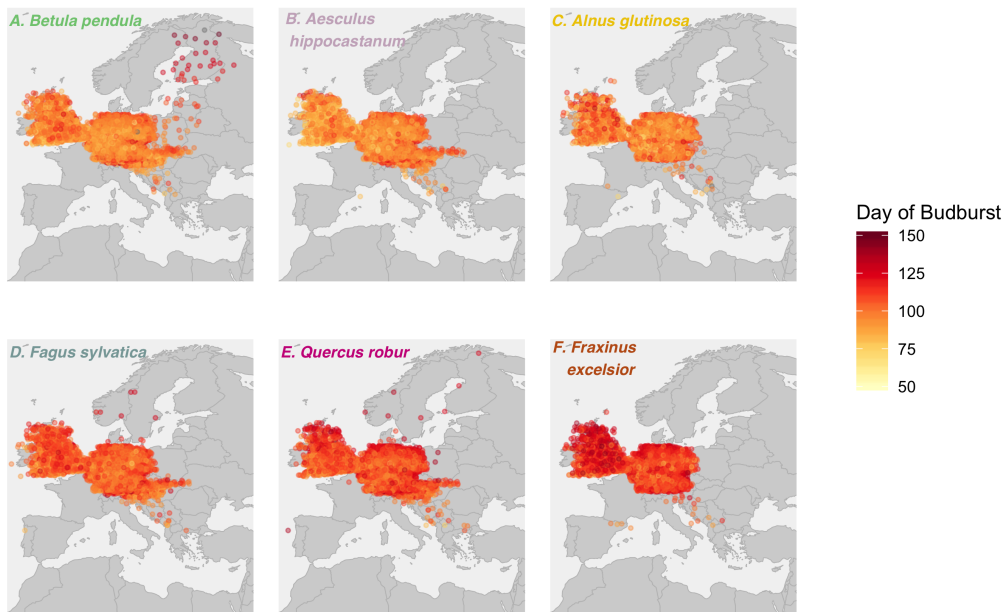 A. Betula pendula
B. Aesculus
hippocastanum
C. Alnus glutinosa
Day of Budburst
150
125
100
75
50
D. Fagus sylvatica
E. Quercus robur
F. Fraxinus
excelsior